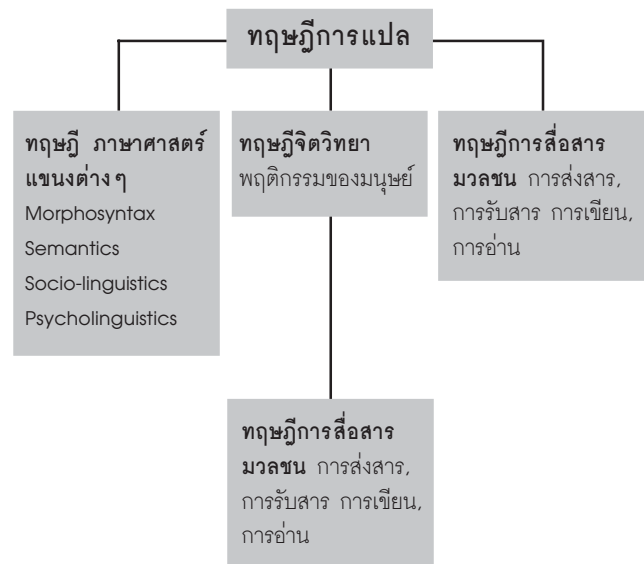 ทฤษฎีการแปล
ทฤษฎี ภาษาศาสตร์
แขนงต่างๆ
Morphosyntax
Semantics
Socio-linguistics
Psycholinguistics
ทฤษฎีจิตวิทยา
พฤติกรรมของมนุษย์
ทฤษฎีการสื่อสาร
มวลชน การส่งสาร,
การรับสาร การเขียน,
การอ่าน
ทฤษฎีการสื่อสาร
มวลชน การส่งสาร,
การรับสาร การเขียน,
การอ่าน